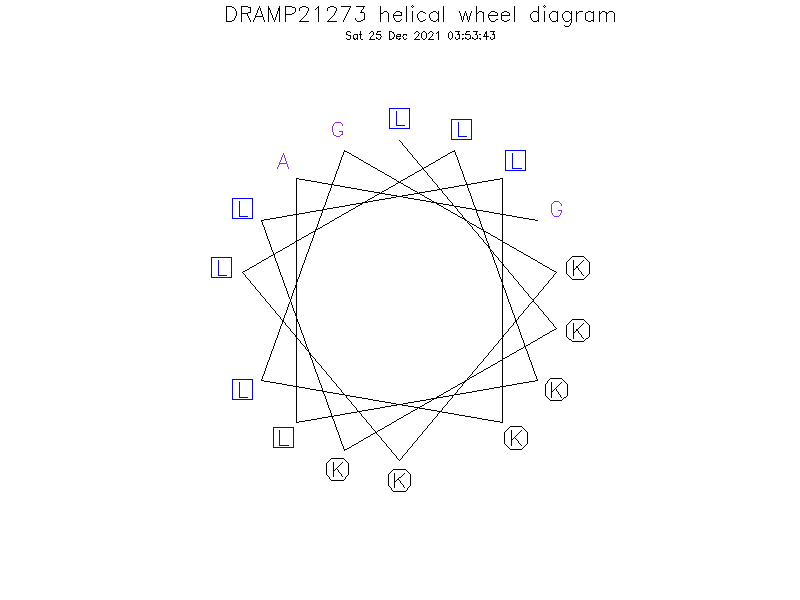 DRAMP21273 helical wheel diagram
Sat 25 Dec 2021 03:53:43
L
G L
A L
L G
L K
K
L K
L K
K K